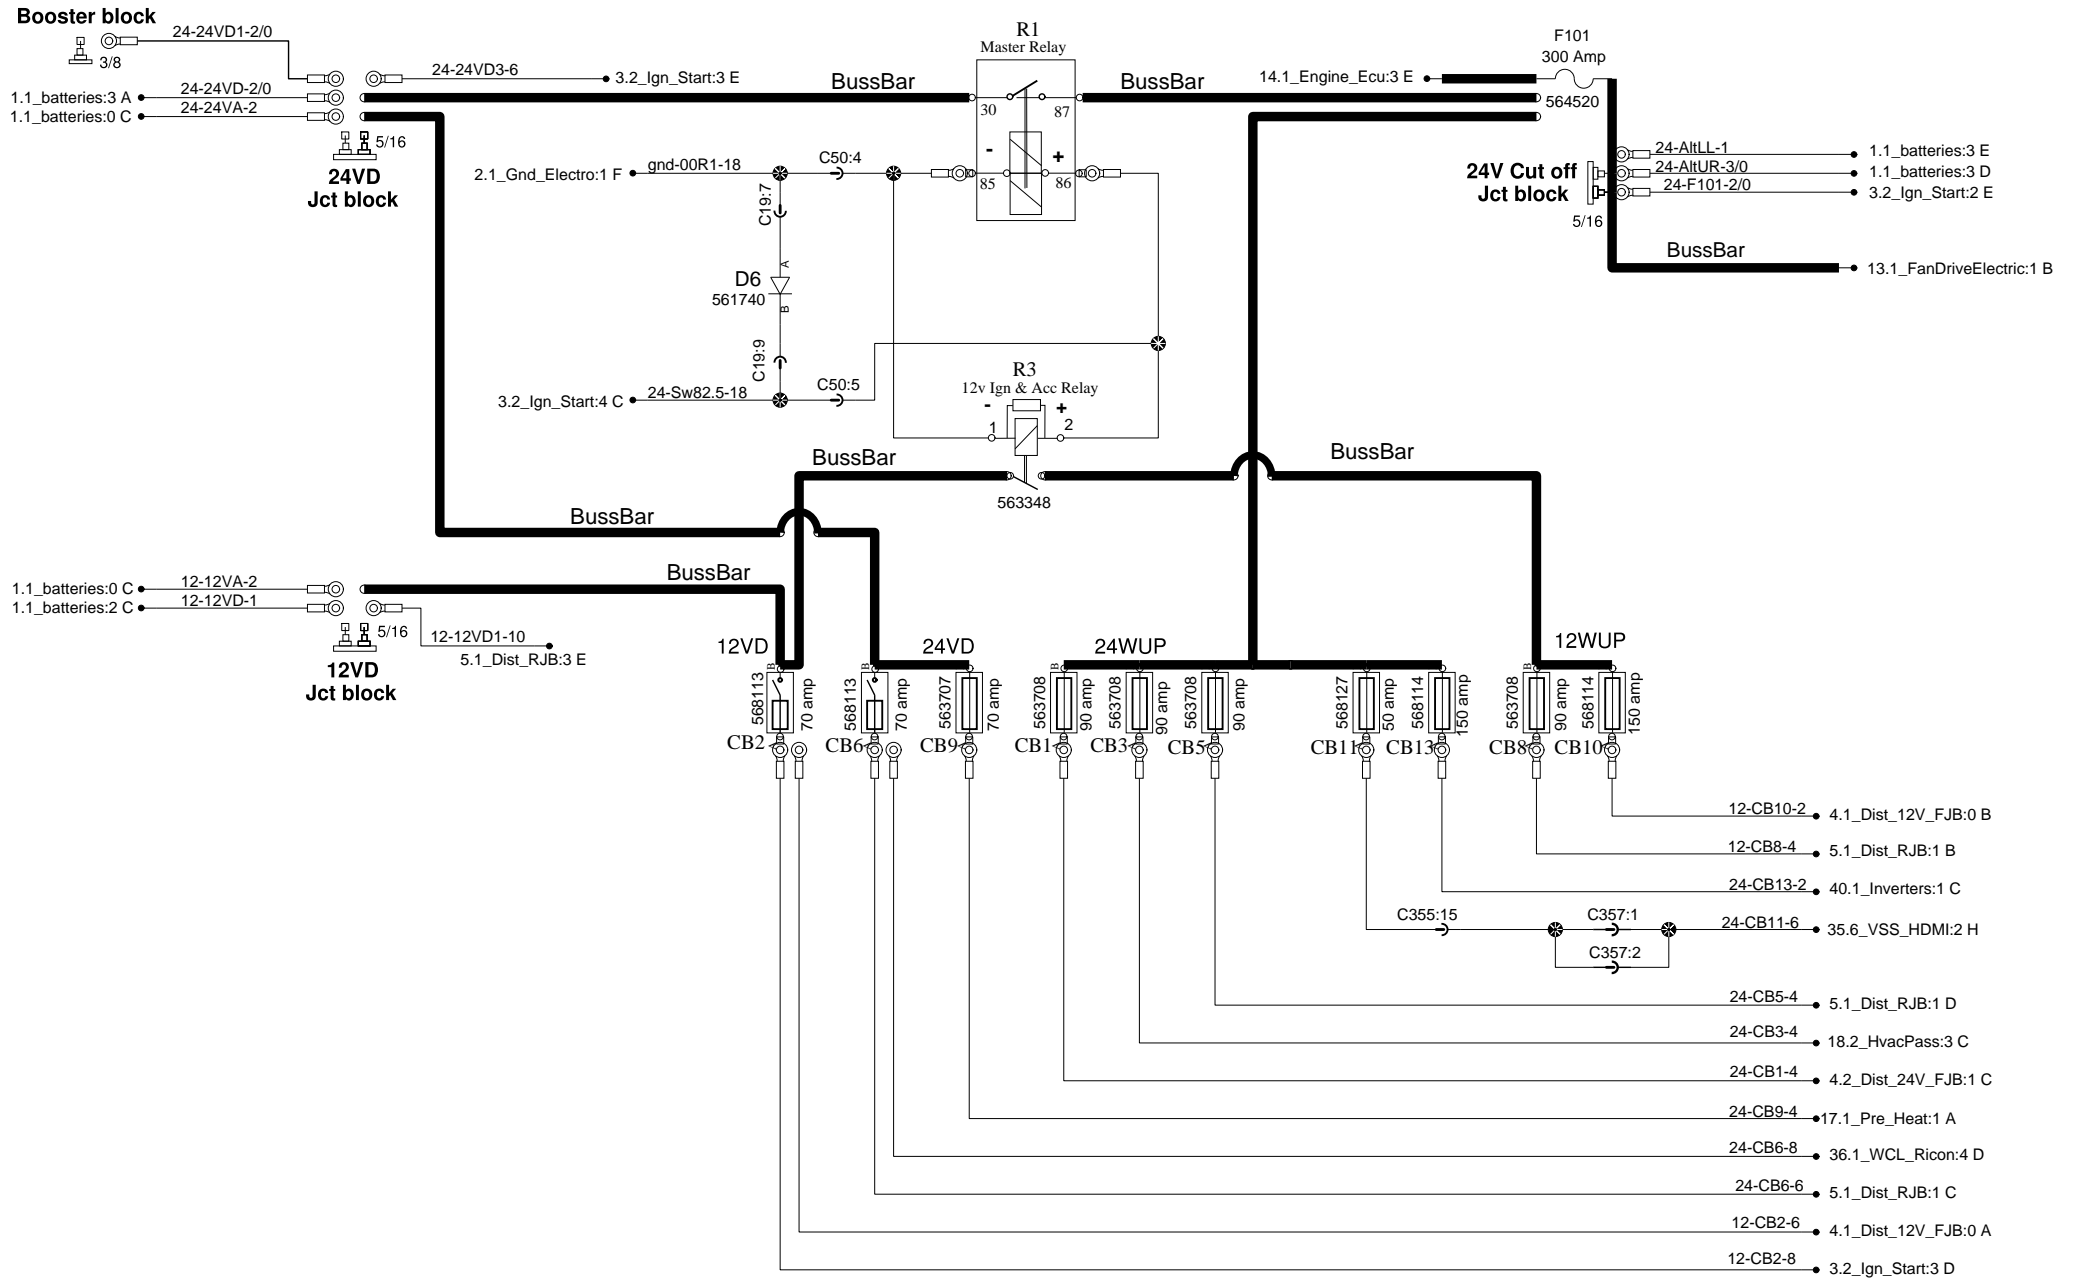 Booster block
24-24VD1-2/0
3/8
24-24VD3-6
3.2_Ign_Start:3 E
1.1_batteries:3 A
24-24VD-2/0
1.1_batteries:0 C
24-24VA-2
5/16
24VD
Jct block
BussBar
R1
Master Relay
30
87
-
+
85
86
BussBar
14.1_Engine_Ecu:3 E
F101
300 Amp
564520
24-AltLL-1
1.1_batteries:3 E
24-AltUR-3/0
1.1_batteries:3 D
24-F101-2/0
3.2_Ign_Start:2 E
24V Cut off
Jct block
5/16
BussBar
13.1_FanDriveElectric:1 B
2.1_Gnd_Electro:1 F
gnd-00R1-18
C50:4
C19:7
A
D6
561740
B
C19:9
3.2_Ign_Start:4 C
24-Sw82.5-18
C50:5
R3
12v Ign & Acc Relay
-
+
1
2
563348
BussBar
BussBar
BussBar
BussBar
1.1_batteries:0 C
12-12VA-2
1.1_batteries:2 C
12-12VD-1
5/16
12-12VD1-10
5.1_Dist_RJB:3 E
12VD
Jct block
12VD
24VD
24WUP
12WUP
B
568113
70 amp
CB2
B
568113
70 amp
CB6
563707
70 amp
CB9
B
563708
90 amp
CB1
563708
90 amp
CB3
563708
90 amp
CB5
568127
50 amp
CB11
568114
150 amp
CB13
B
563708
90 amp
CB8
568114
150 amp
CB10
12-CB10-2
4.1_Dist_12V_FJB:0 B
12-CB8-4
5.1_Dist_RJB:1 B
24-CB13-2
40.1_Inverters:1 C
C355:15
C357:1
C357:2
24-CB11-6
35.6_VSS_HDMI:2 H
24-CB5-4
5.1_Dist_RJB:1 D
24-CB3-4
18.2_HvacPass:3 C
24-CB1-4
4.2_Dist_24V_FJB:1 C
24-CB9-4
17.1_Pre_Heat:1 A
24-CB6-8
36.1_WCL_Ricon:4 D
24-CB6-6
5.1_Dist_RJB:1 C
12-CB2-6
4.1_Dist_12V_FJB:0 A
12-CB2-8
3.2_Ign_Start:3 D